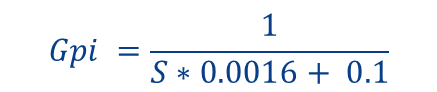 Gpi = 1 / (S * 0.0016 + 0.1)